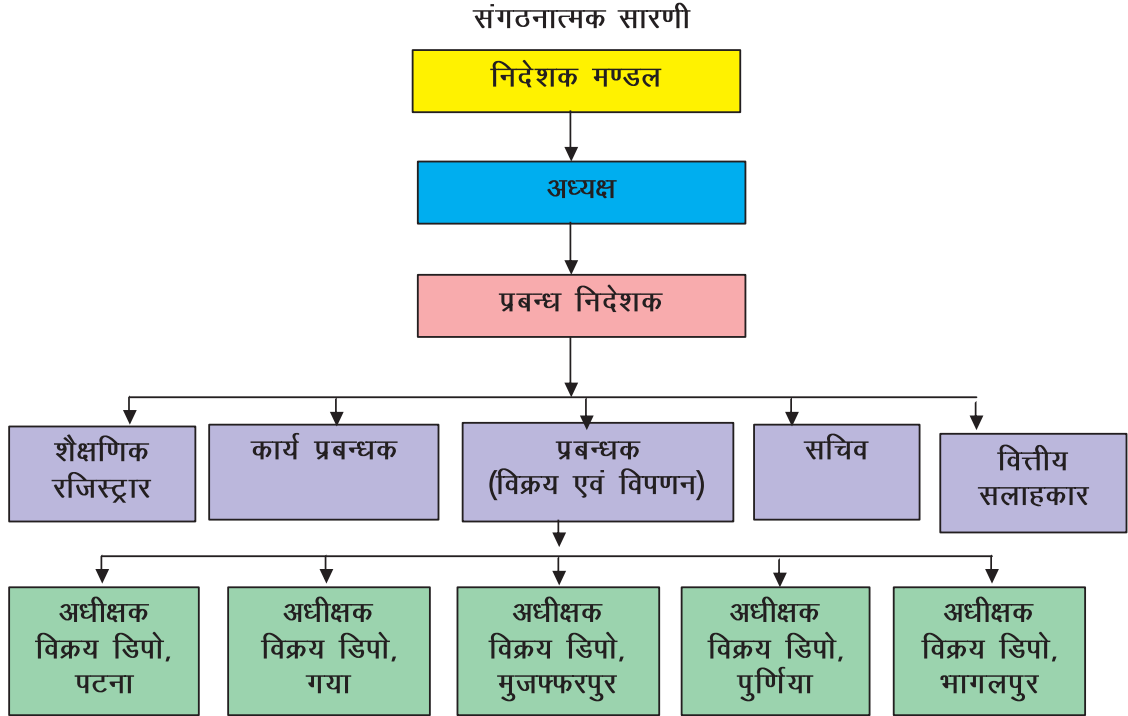 संगठनात्मक सारणी
निदेशक मण्डल
अध्यक्ष
प्रबन्ध निदेशक
शैक्षणिक
रजिस्ट्रार
कार्य प्रबन्धक
प्रबन्धक
(विक्रय एवं विपणन)
सचिव
वित्तीय
सलाहकार
अधीक्षक
विक्रय डिपो,
पटना
अधीक्षक
विक्रय डिपो,
गया
अधीक्षक
विक्रय डिपो,
मुजफ्फरपुर
अधीक्षक
विक्रय डिपो,
पुर्णिया
अधीक्षक
विक्रय डिपो,
भागलपुर